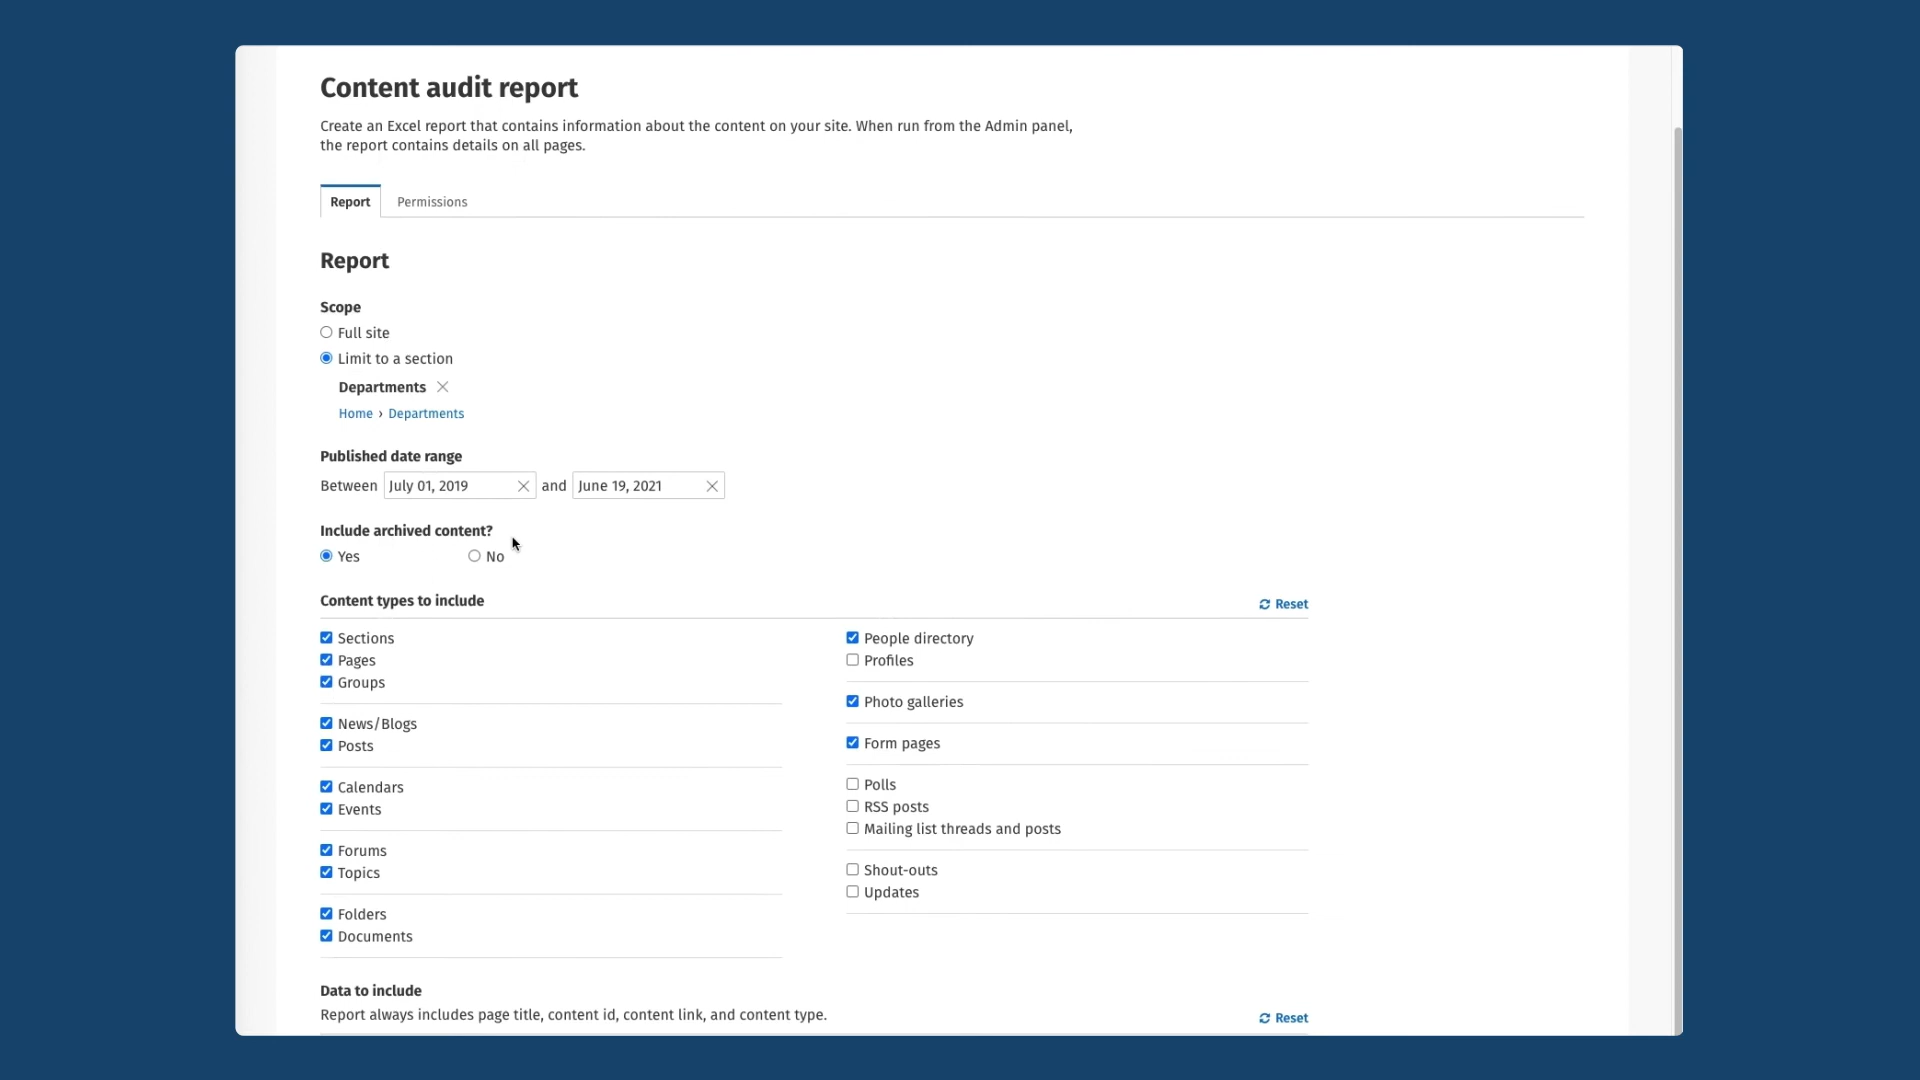 Content audit report
Create an Excel report that contains information about the content on your site. When run from the Admin panel,
the report contains details on all pages.
Report
Permissions
Report
Scope
Full site
Limit to a section
Departments
Home › Departments
Published date range
Between July 01, 2019 and June 19, 2021
Include archived content?
Yes
No
Content types to include
Reset
Sections
Pages
Groups
News/Blogs
Posts
Calendars
Events
Forums
Topics
Folders
Documents
People directory
Profiles
Photo galleries
Form pages
Polls
RSS posts
Mailing list threads and posts
Shout-outs
Updates
Data to include
Report always includes page title, content id, content link, and content type.
Reset